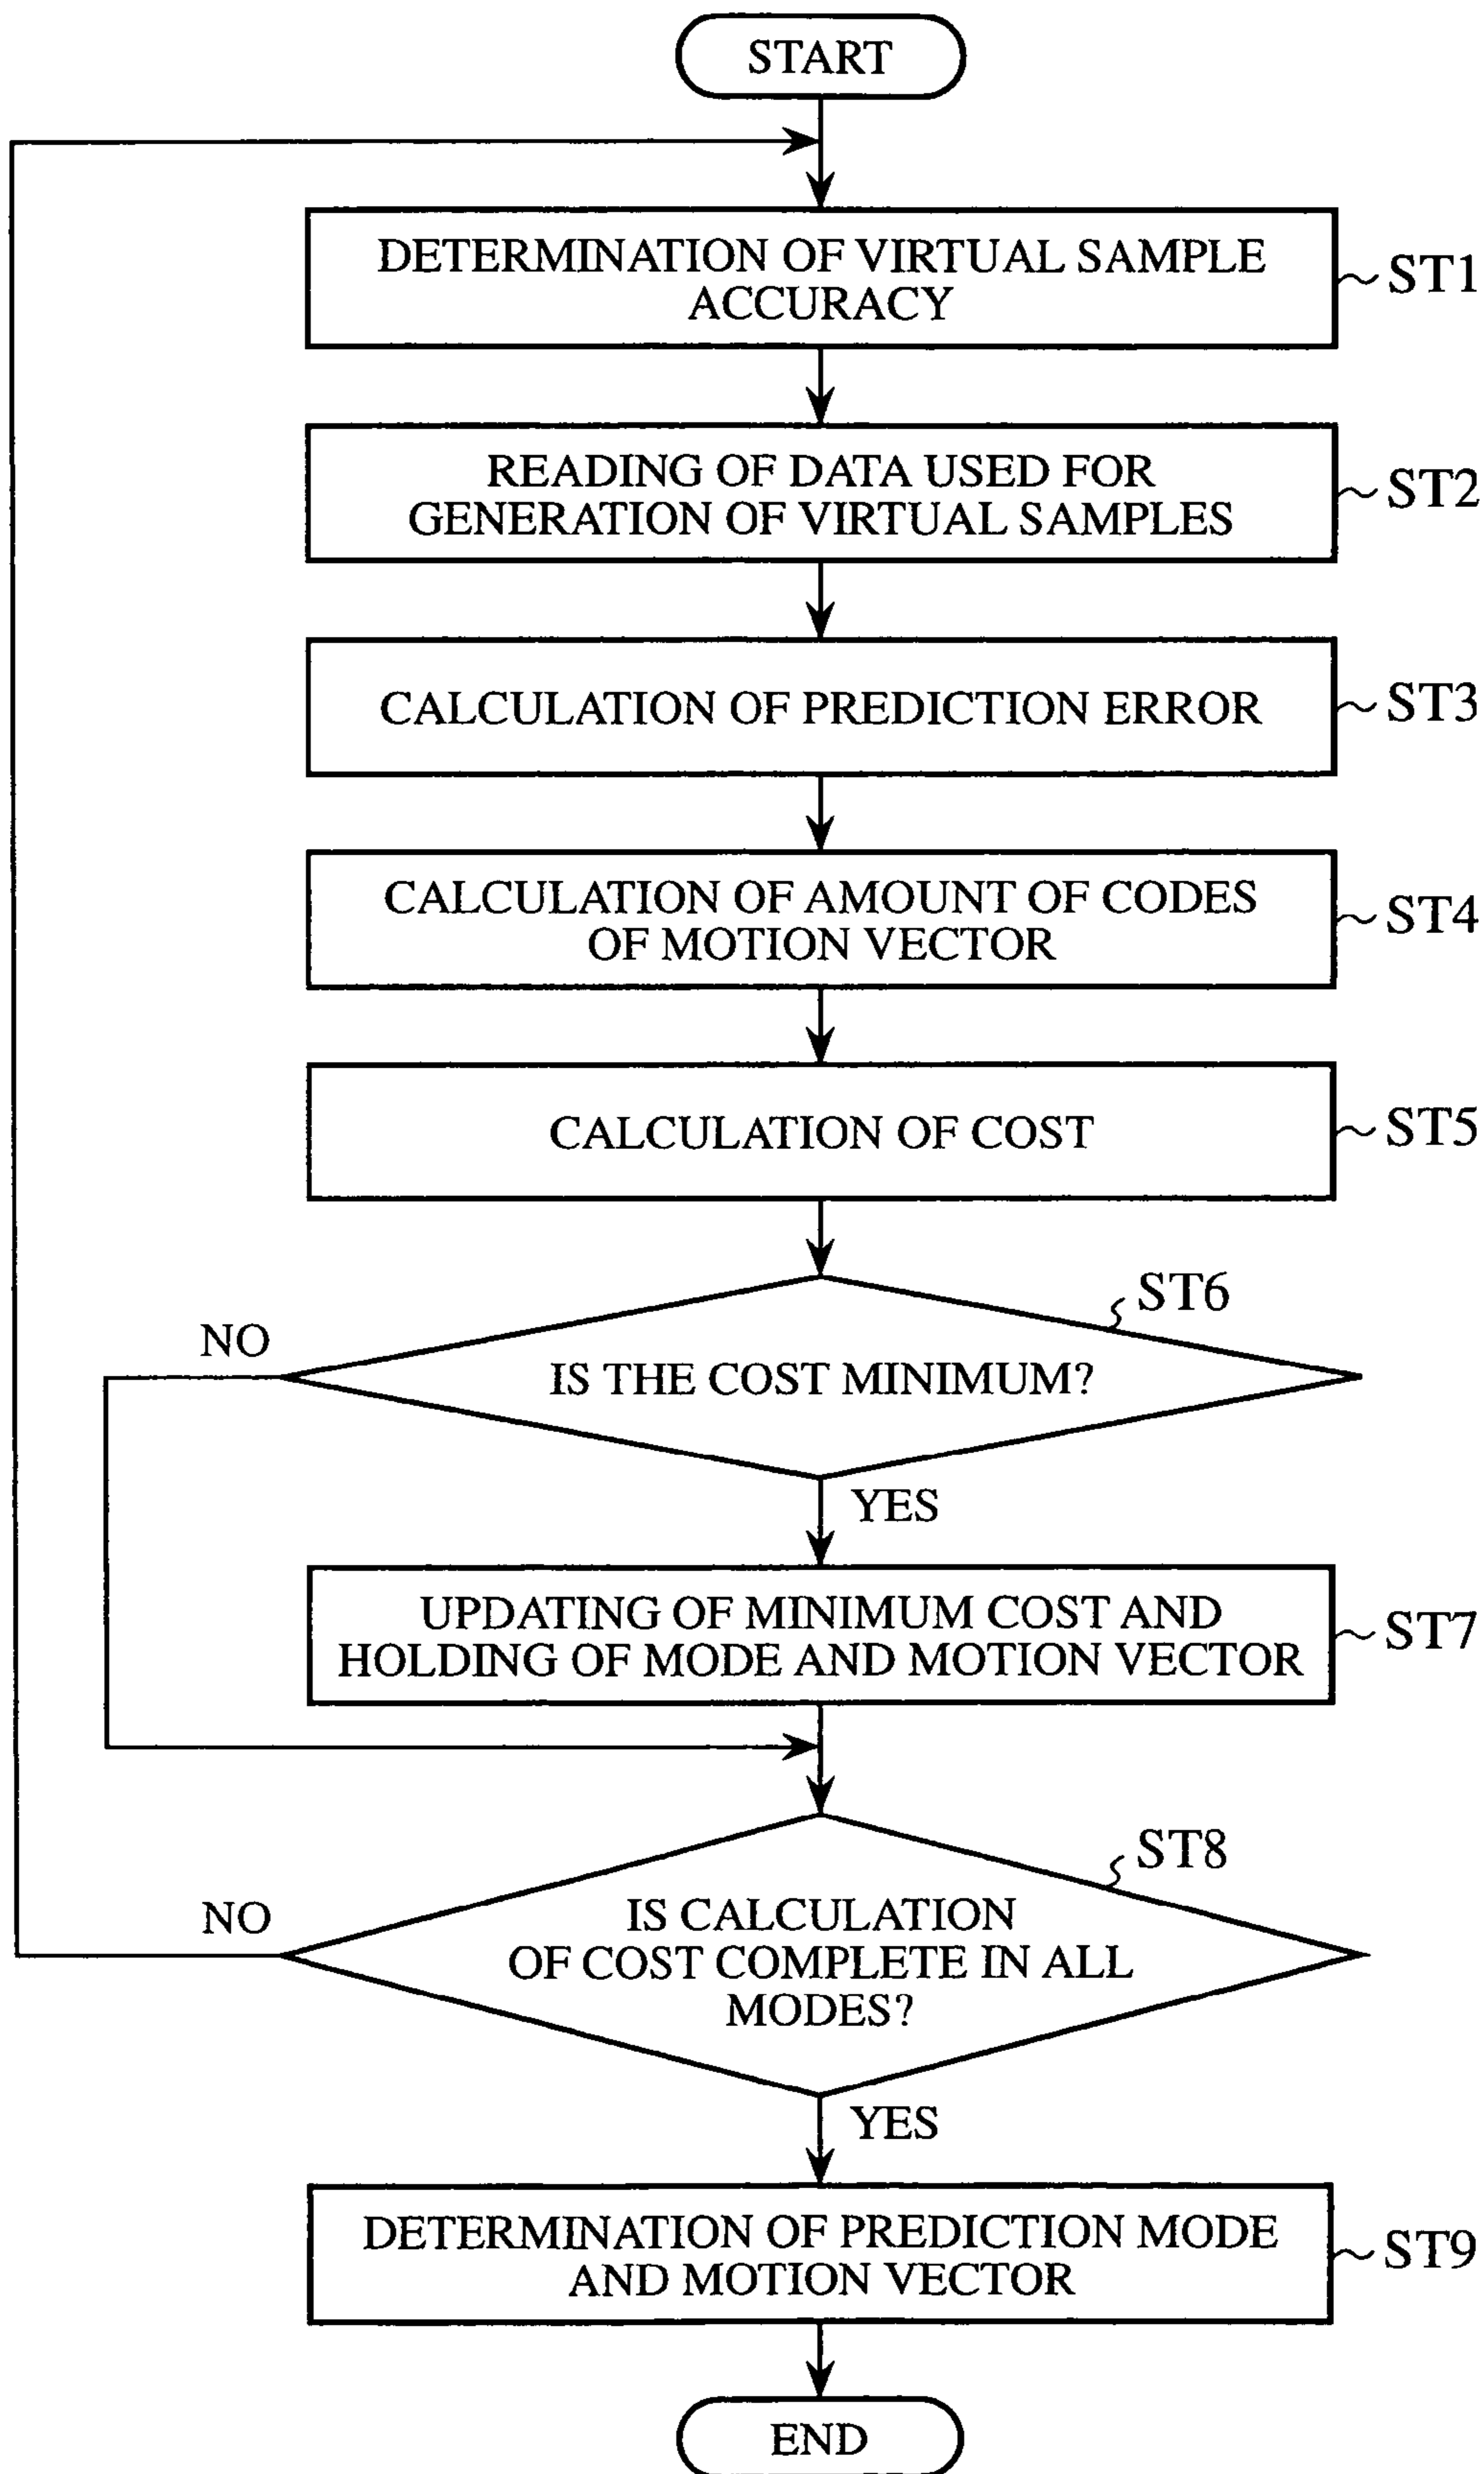 START
DETERMINATION OF VIRTUAL SAMPLE
ACCURACY
ST1
READING OF DATA USED FOR
GENERATION OF VIRTUAL SAMPLES
ST2
CALCULATION OF PREDICTION ERROR
ST3
CALCULATION OF AMOUNT OF CODES
OF MOTION VECTOR
ST4
CALCULATION OF COST
ST5
ST6
NO
IS THE COST MINIMUM?
YES
UPDATING OF MINIMUM COST AND
HOLDING OF MODE AND MOTION VECTOR
ST7
ST8
NO
IS CALCULATION
OF COST COMPLETE IN ALL
MODES?
YES
DETERMINATION OF PREDICTION MODE
AND MOTION VECTOR
ST9
END